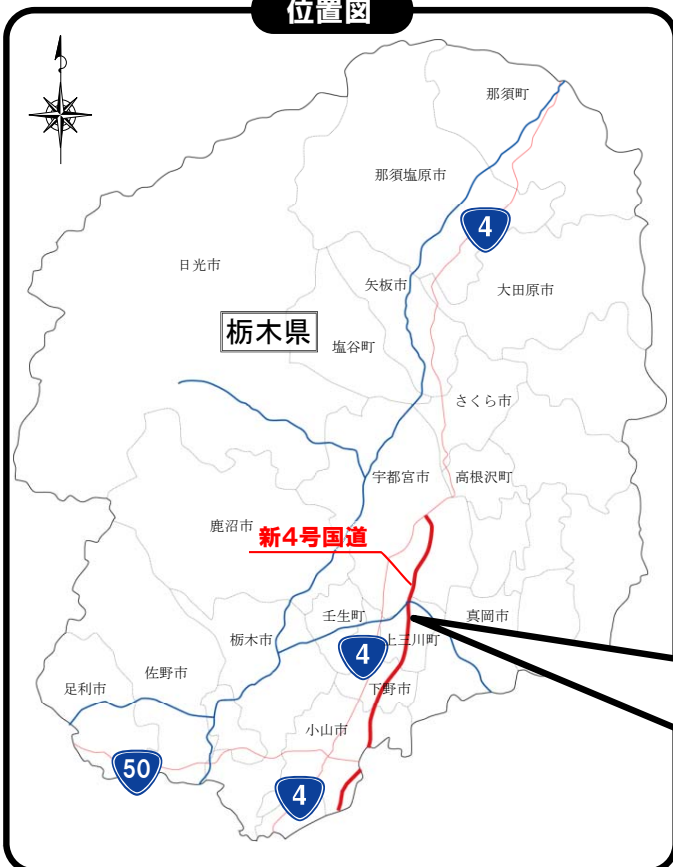 位置図
那須町
那須塩原市
4
日光市
矢板市
大田原市
栃木県
塩谷町
さくら市
宇都宮市
高根沢町
鹿沼市
新4号国道
壬生町
真岡市
栃木市
上三川町
4
佐野市
足利市
下野市
小山市
50
4